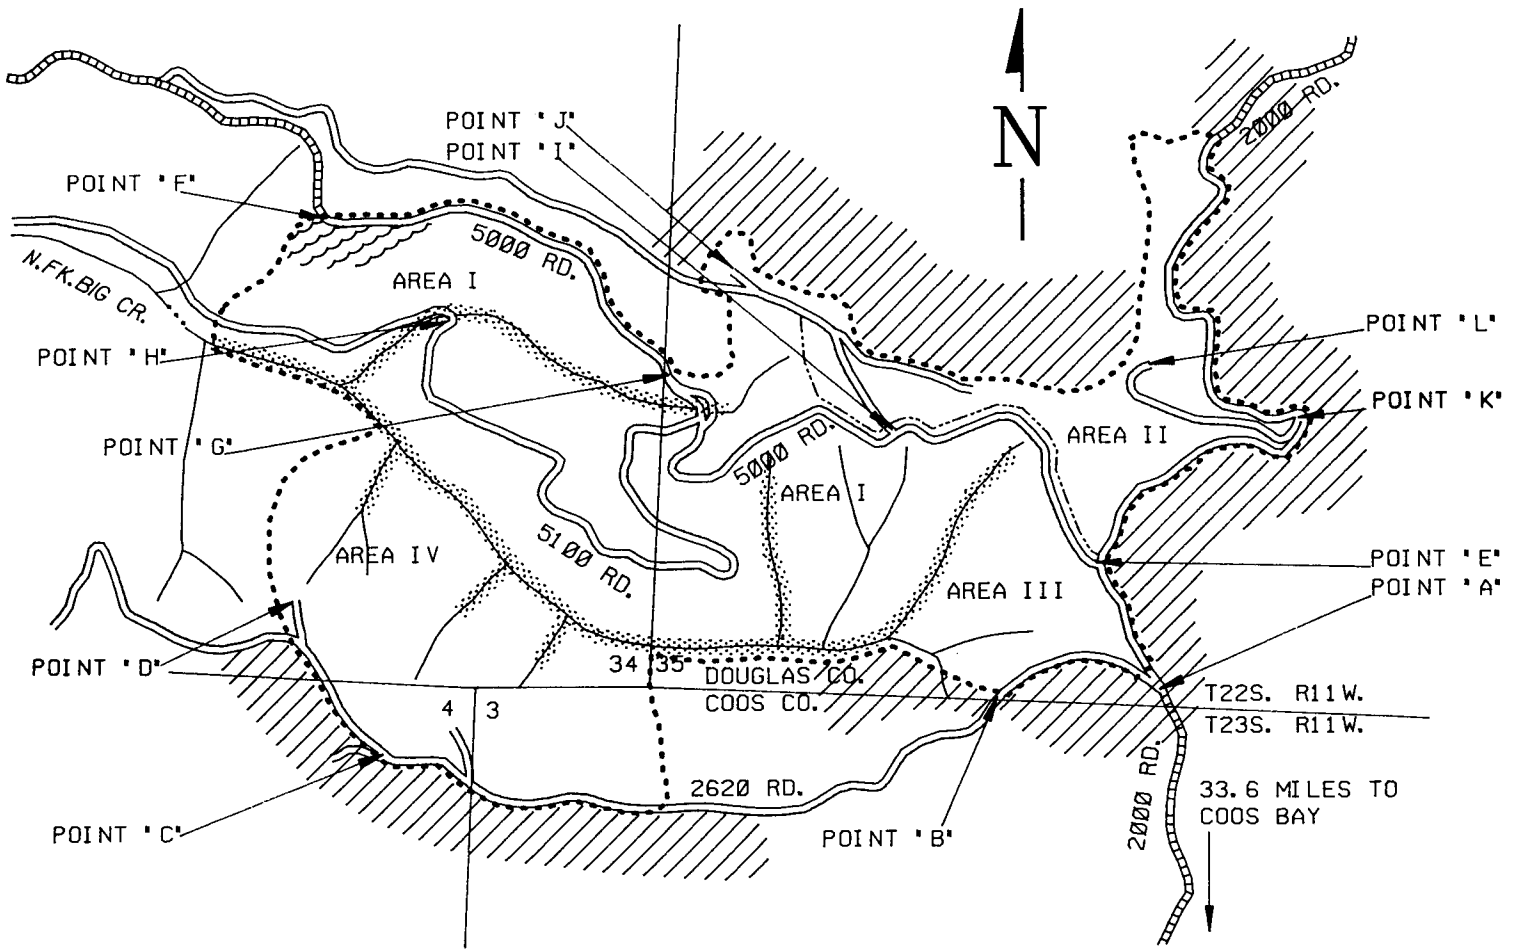 N
2000 RD.
POINT "J"
POINT "I"
POINT "F"
5000 RD.
N.FK.BIG CR.
AREA I
POINT "H"
POINT "L"
POINT "K"
POINT "G"
5000 RD.
AREA II
AREA I
AREA IV
5100 RD.
AREA III
POINT "E"
POINT "A"
POINT "D"
34 35
DOUGLAS CO.
COOS CO.
T22S. R11W.
T23S. R11W.
4 3
2620 RD.
2000 RD.
33.6 MILES TO
COOS BAY
POINT "C"
POINT "B"